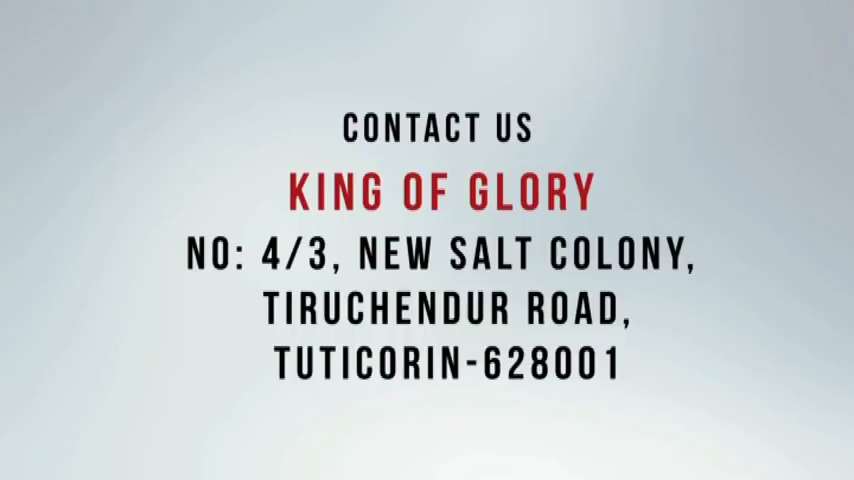 CONTACT US
KING OF GLORY
NO: 4/3, NEW SALT COLONY,
TIRUCHENDUR ROAD,
TUTICORIN-628001